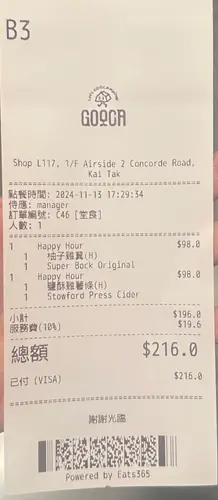 B3
GOOCA
Shop L117, 1/F Airside 2 Concorde Road,
Kai Tak
點餐時間: 2024-11-13 17:29:34
侍應: manager
訂單編號: C46 [堂食]
人數: 1
1 Happy Hour $98.0
1 柚子雞翼(H)
1 Super Bock Original
1 Happy Hour $98.0
1 鹽酥雞薯條(H)
1 Stowford Press Cider
小計 $196.0
服務費(10%) $19.6
總額 $216.0
已付 (VISA) $216.0
謝謝光臨
Powered by Eats365